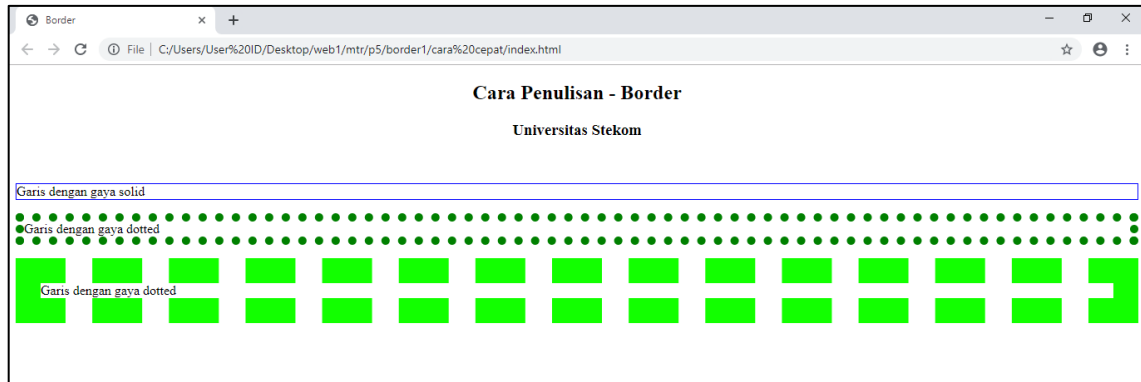 Border
File | C:/Users/User%20ID/Desktop/web1/mtr/p5/border1/cara%20cepat/index.html
Cara Penulisan - Border
Universitas Stekom
Garis dengan gaya solid
Garis dengan gaya dotted
Garis dengan gaya dotted